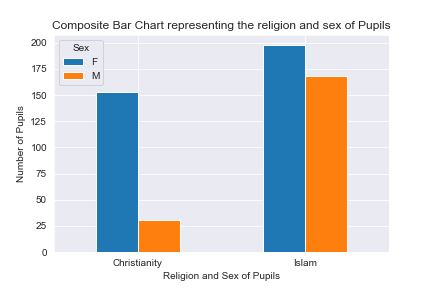 Composite Bar Chart representing the religion and sex of Pupils
Sex
F
M
200
175
150
125
100
75
50
25
0
Number of Pupils
Christianity
Islam
Religion and Sex of Pupils